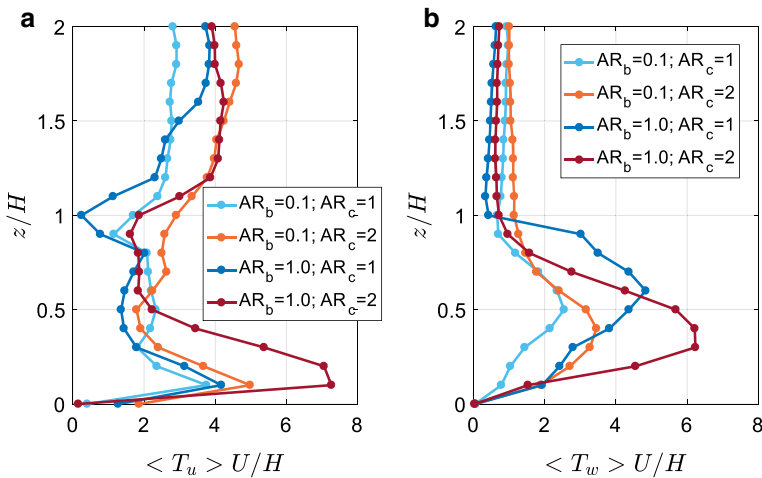 a
b
2
1.5
1
0.5
0
z/H
0 2 4 6 8
< T_u > U/H
AR_b=0.1; AR_c=1
AR_b=0.1; AR_c=2
AR_b=1.0; AR_c=1
AR_b=1.0; AR_c=2
2
1.5
1
0.5
0
z/H
0 2 4 6 8
< T_w > U/H
AR_b=0.1; AR_c=1
AR_b=0.1; AR_c=2
AR_b=1.0; AR_c=1
AR_b=1.0; AR_c=2